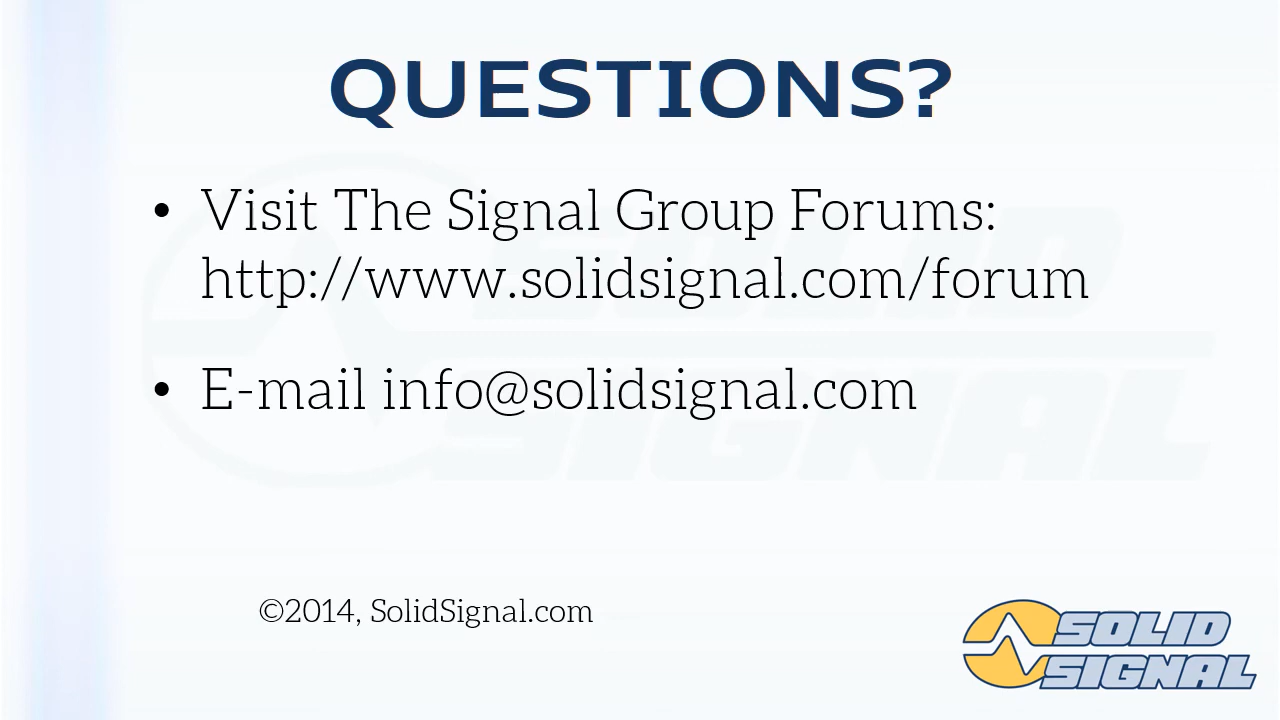 QUESTIONS?
• Visit The Signal Group Forums:
http://www.solidsignal.com/forum
• E-mail info@solidsignal.com
©2014, SolidSignal.com
SOLID
SIGNAL